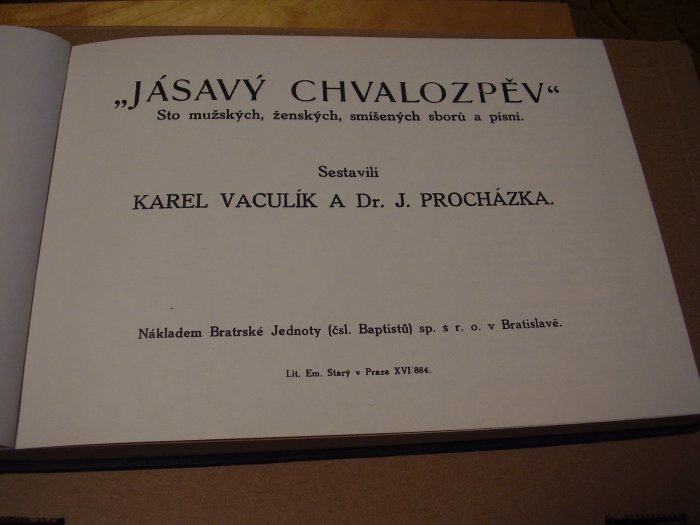 „JÁSAVÝ CHVALOZPĚV“
Sto mužských, ženských, smíšených sborů a písní.
Sestavili
KAREL VACULÍK A Dr. J. PROCHÁZKA.
Nákladem Bratrské Jednoty (čsl. Baptistů) sp. s r. o. v Bratislavě.
Lit. Em. Starý v Praze XVI/884.